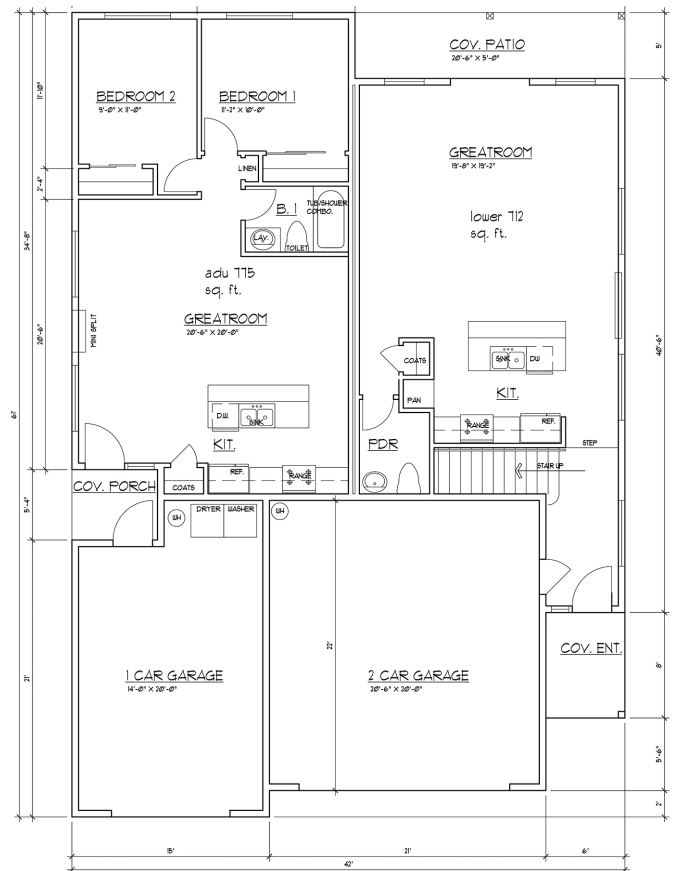 COV. PATIO
20'-6" X 5'-0"
5'
11'-10"
BEDROOM 2
9'-0" X 11'-0"
BEDROOM 1
11'-2" X 10'-0"
GREATROOM
19'-8" X 19'-2"
LINEN
2'-4"
B. 1
TUB/SHOWER
COMBO.
LAV.
TOILET
lower 712
sq. ft.
34'-8"
adu 775
sq. ft.
GREATROOM
20'-6" X 20'-0"
MINI SPLIT
20'-6"
40'-6"
COATS
SINK
DW
KIT.
PAN
61'
D.W.
SINK
RANGE
REF.
KIT.
PDR
STEP
REF.
RANGE
STAIR UP
COV. PORCH
COATS
5'-4"
WH
DRYER
WASHER
WH
22'
COV. ENT.
8'
1 CAR GARAGE
14'-0" X 20'-0"
2 CAR GARAGE
20'-6" X 20'-0"
21'
5'-6"
2'
15'
21'
6'
42'